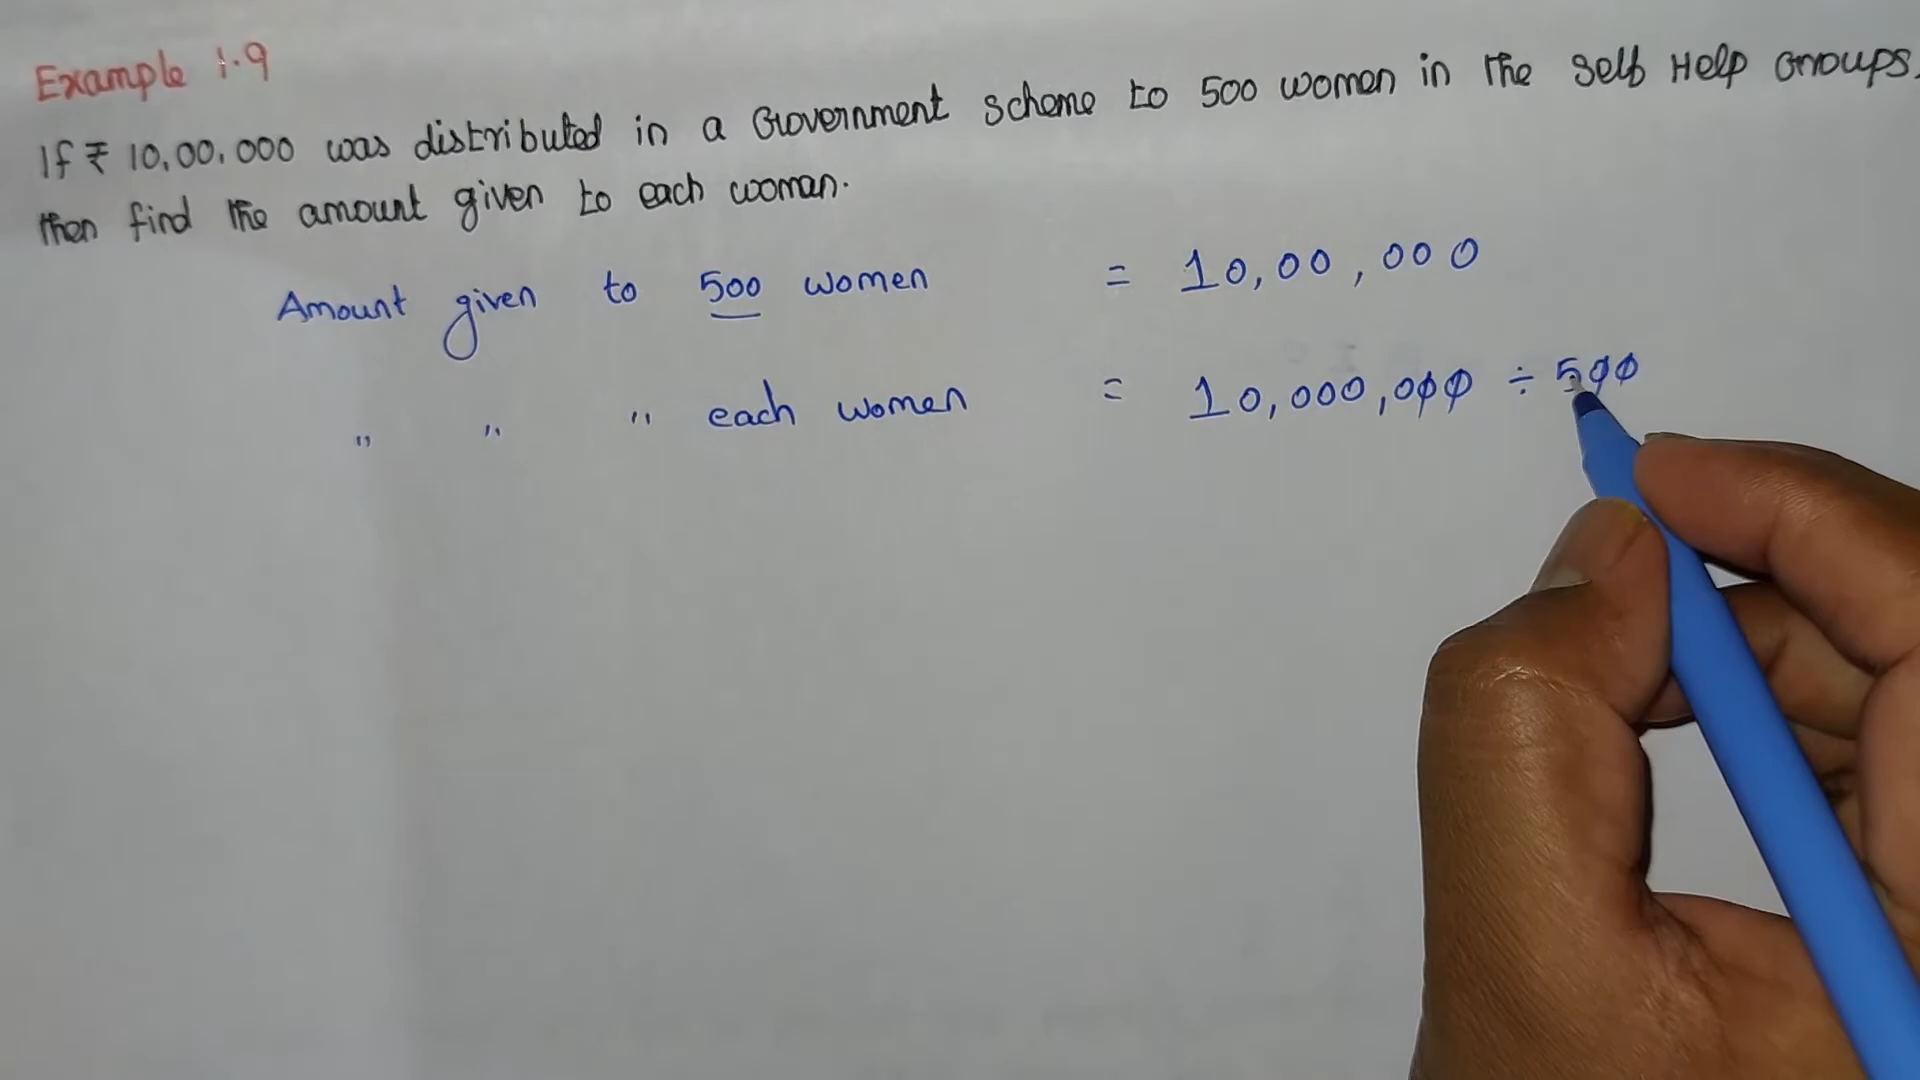 Example 1.9
If ₹ 10,00,000 was distributed in a Government scheme to 500 women in the Self Help Groups,
then find the amount given to each woman.
Amount given to 500 women = 10,00,000
" " " each women = 10,000,000 ÷ 500